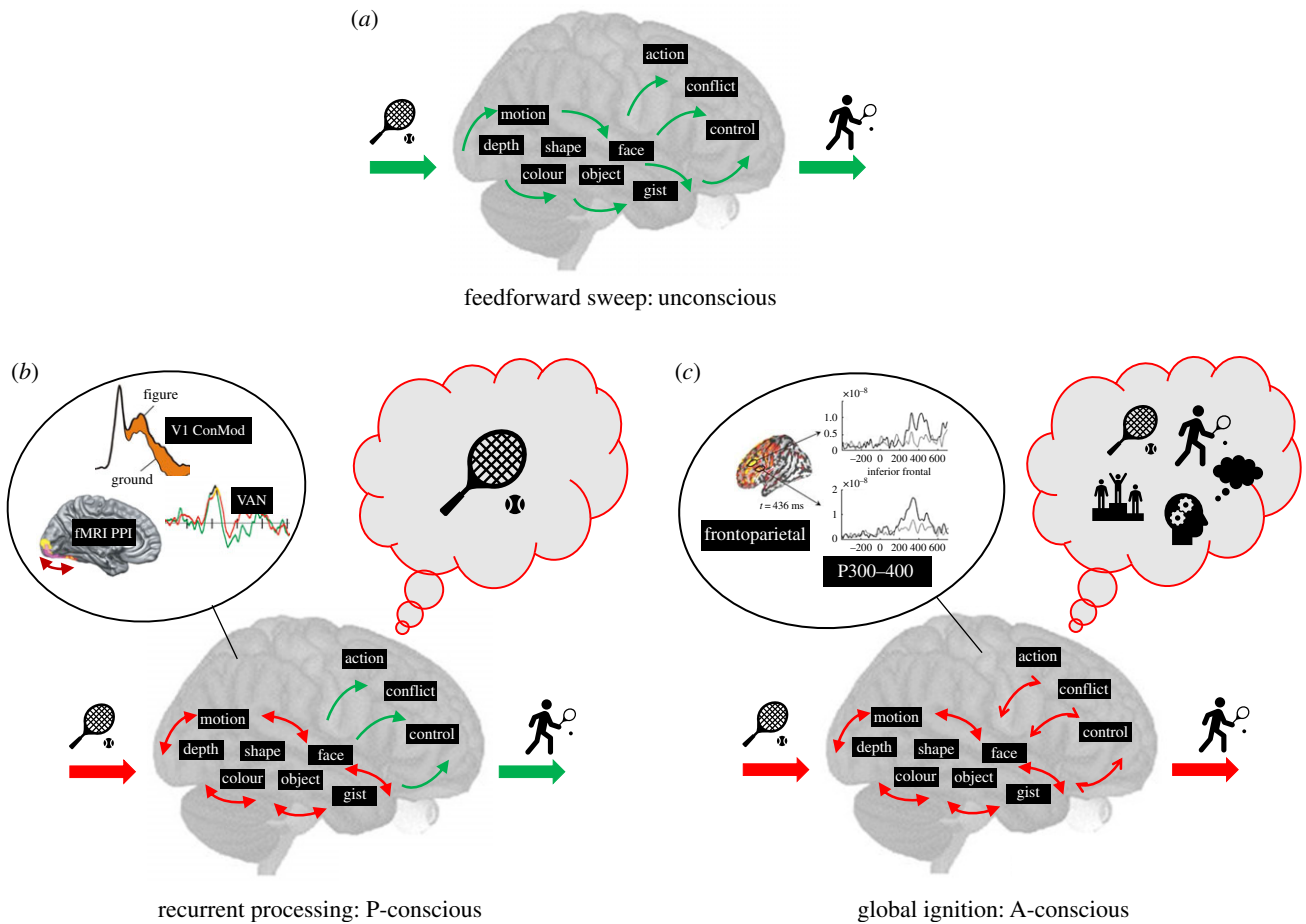 (a)
action
conflict
motion
control
depth
shape
face
colour
object
gist
feedforward sweep: unconscious
(b)
figure
V1 ConMod
ground
VAN
fMRI PPI
action
conflict
motion
control
depth
shape
face
colour
object
gist
recurrent processing: P-conscious
(c)
×10⁻⁸
1.0
0.5
0
−200 0 200 400 600
inferior frontal
2 ×10⁻⁸
1
0
t = 436 ms
−200 0 200 400 600
frontoparietal
P300–400
action
conflict
motion
control
depth
shape
face
colour
object
gist
global ignition: A-conscious